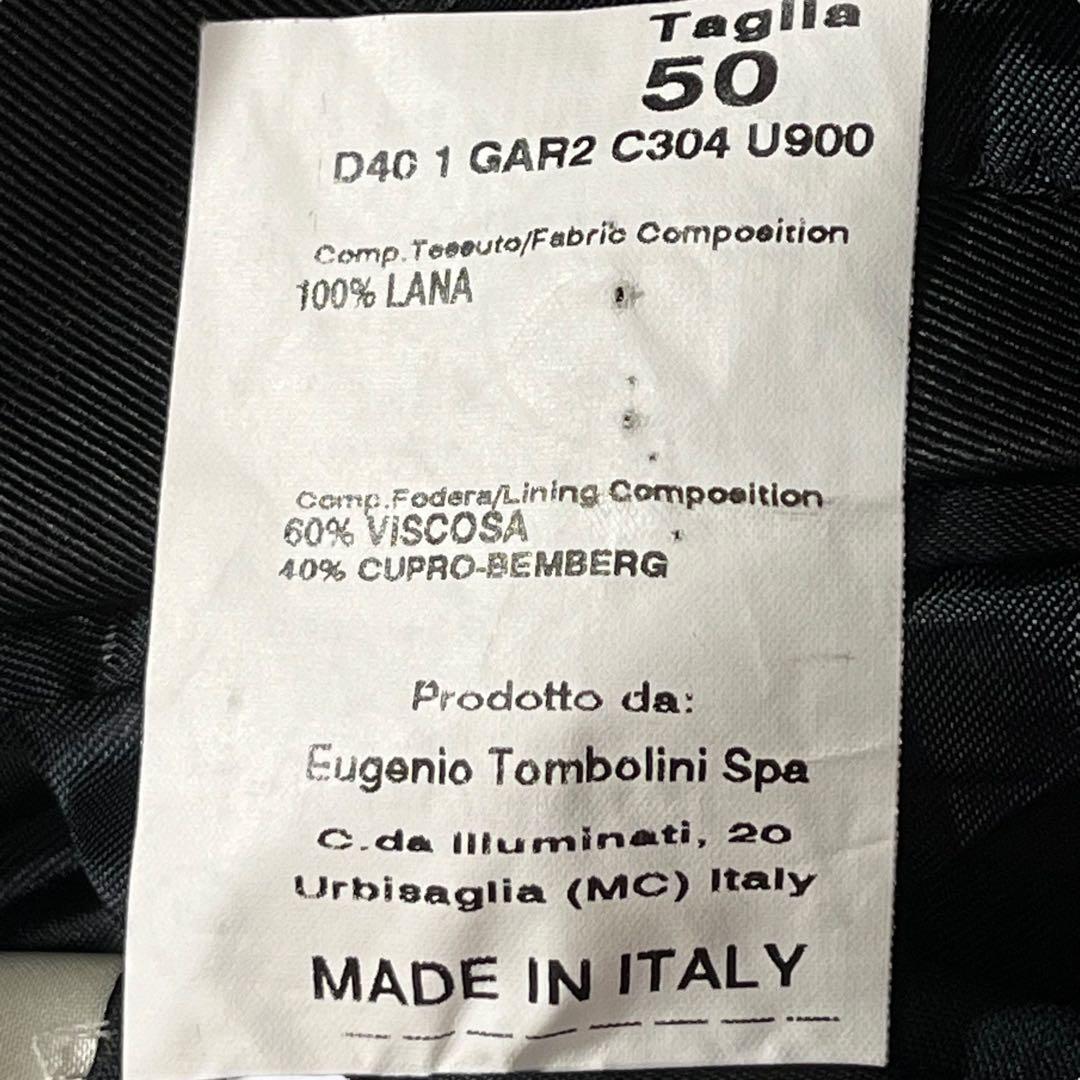 Taglia
50
D40 1 GAR2 C304 U900
Comp.Tessuto/Fabric Composition
100% LANA
Comp.Fodera/Lining Composition
60% VISCOSA
40% CUPRO-BEMBERG
Prodotto da:
Eugenio Tombolini Spa
C.da Illuminati, 20
Urbisaglia (MC) Italy
MADE IN ITALY